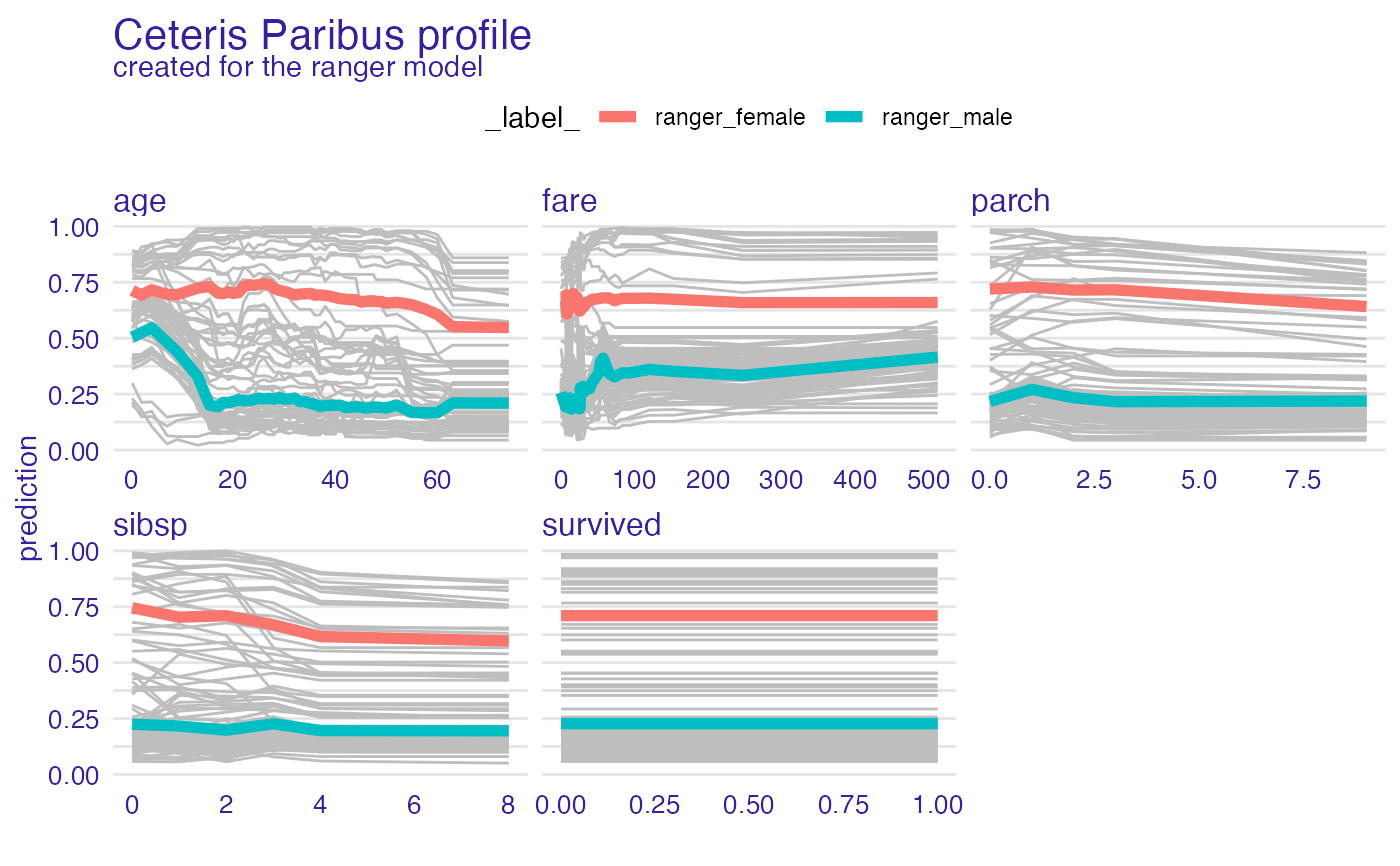 Ceteris Paribus profile
created for the ranger model
_label_ ranger_female ranger_male
age fare parch
1.00
0.75
0.50
0.25
0.00
0 20 40 60 0 100 200 300 400 500 0.0 2.5 5.0 7.5
prediction
sibsp survived
1.00
0.75
0.50
0.25
0.00
0 2 4 6 8 0.00 0.25 0.50 0.75 1.00